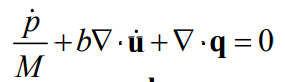 ṗ/M + b∇·u̇ + ∇·q = 0